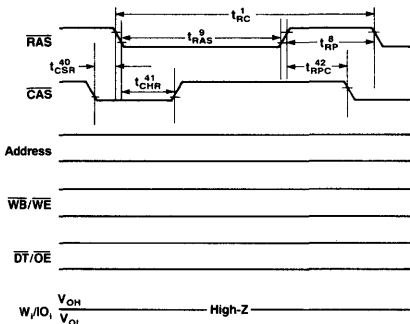 t_RC^1
t_RAS^9
t_RP^8
RAS
t_CSR^40
t_CHR^41
t_RPC^42
CAS
Address
WB/WE
DT/OE
W_i/IO_i V_OH
High-Z
V_OL